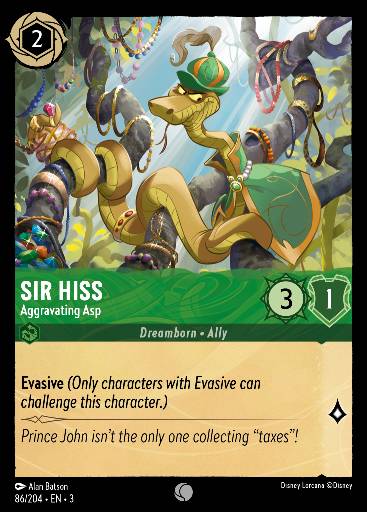 2
SIR HISS
Aggravating Asp
3
1
Dreamborn • Ally
Evasive (Only characters with Evasive can
challenge this character.)
Prince John isn't the only one collecting “taxes”!
Alan Batson
Disney Lorcana ©Disney
86/204 • EN • 3